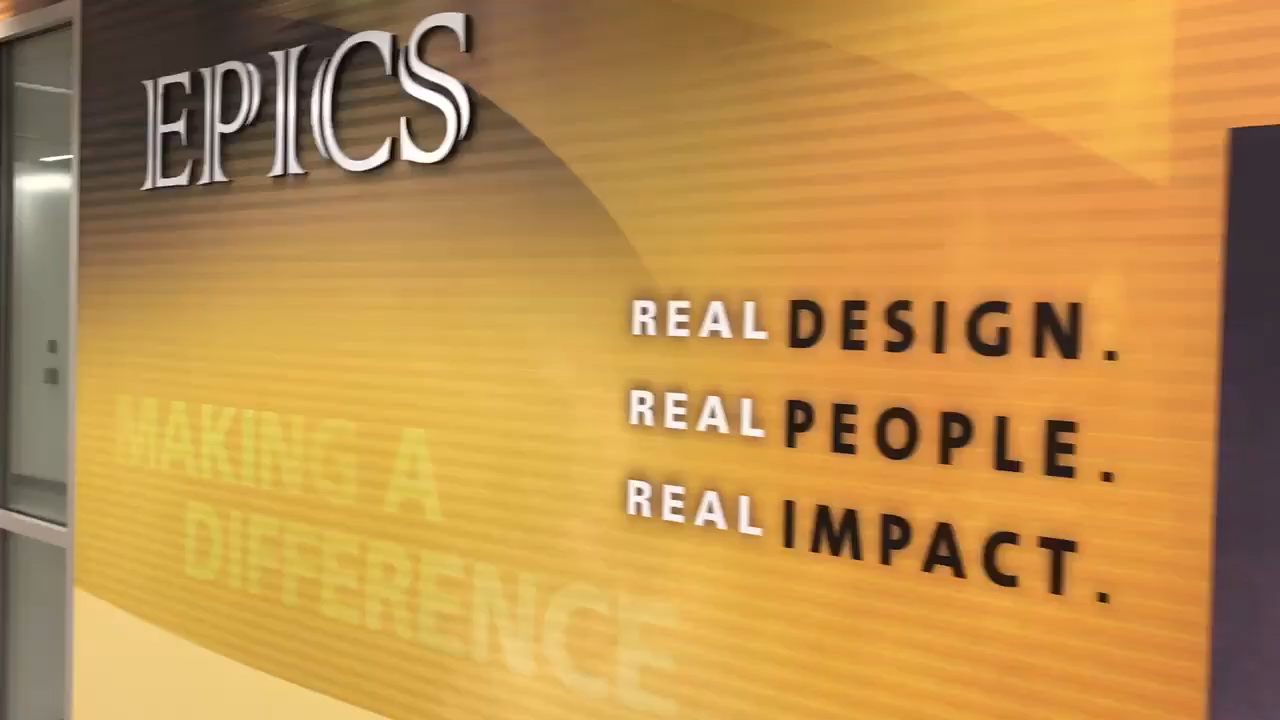 EPICS
REAL DESIGN.
REAL PEOPLE.
REAL IMPACT.
MAKING A
DIFFERENCE